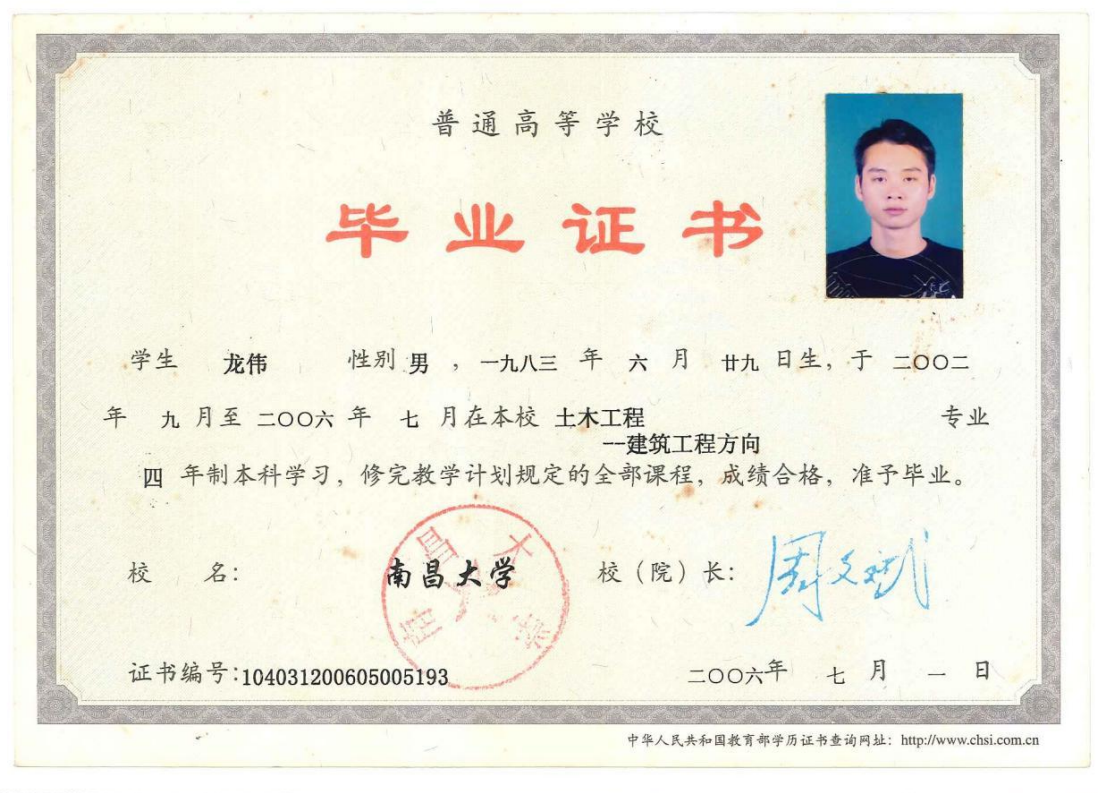 普通高等学校
毕业证书
学生 龙伟 性别 男 ，一九八三 年 六 月 廿九 日生，于 二〇〇二
年 九 月至 二〇〇六 年 七 月在本校 土木工程 专业
--建筑工程方向
四 年制本科学习，修完教学计划规定的全部课程，成绩合格，准予毕业。
校 名： 南昌大学 校（院）长： 周文斌
证书编号：104031200605005193 二〇〇六年 七 月 一 日
中华人民共和国教育部学历证书查询网址：http://www.chsi.com.cn